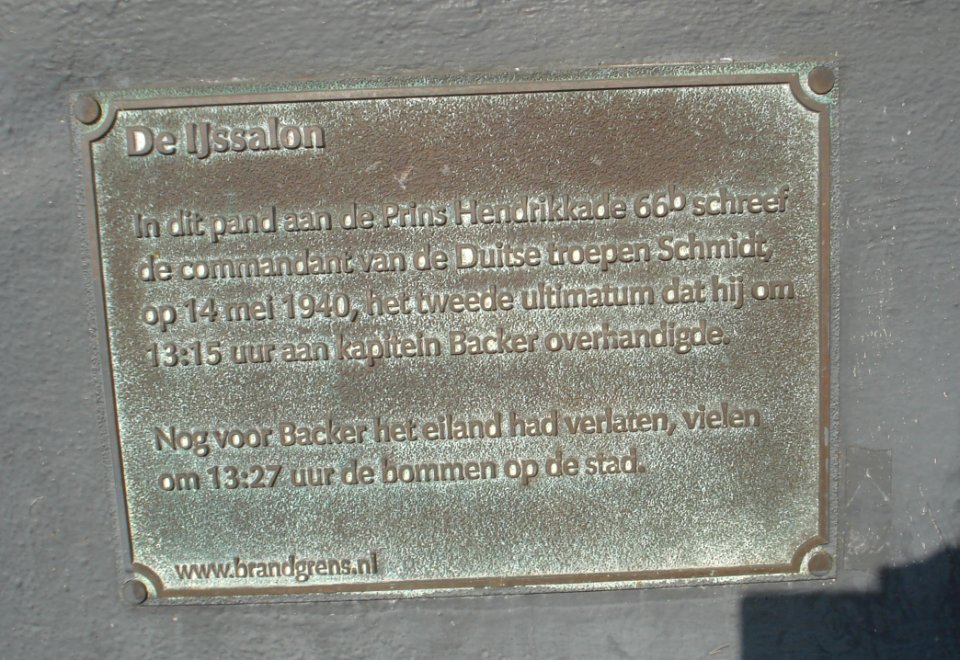 De IJssalon
In dit pand aan de Prins Hendrikkade 66b schreef
de commandant van de Duitse troepen Schmidt,
op 14 mei 1940, het tweede ultimatum dat hij om
13:15 uur aan kapitein Backer overhandigde.
Nog voor Backer het eiland had verlaten, vielen
om 13:27 uur de bommen op de stad.
www.brandgrens.nl